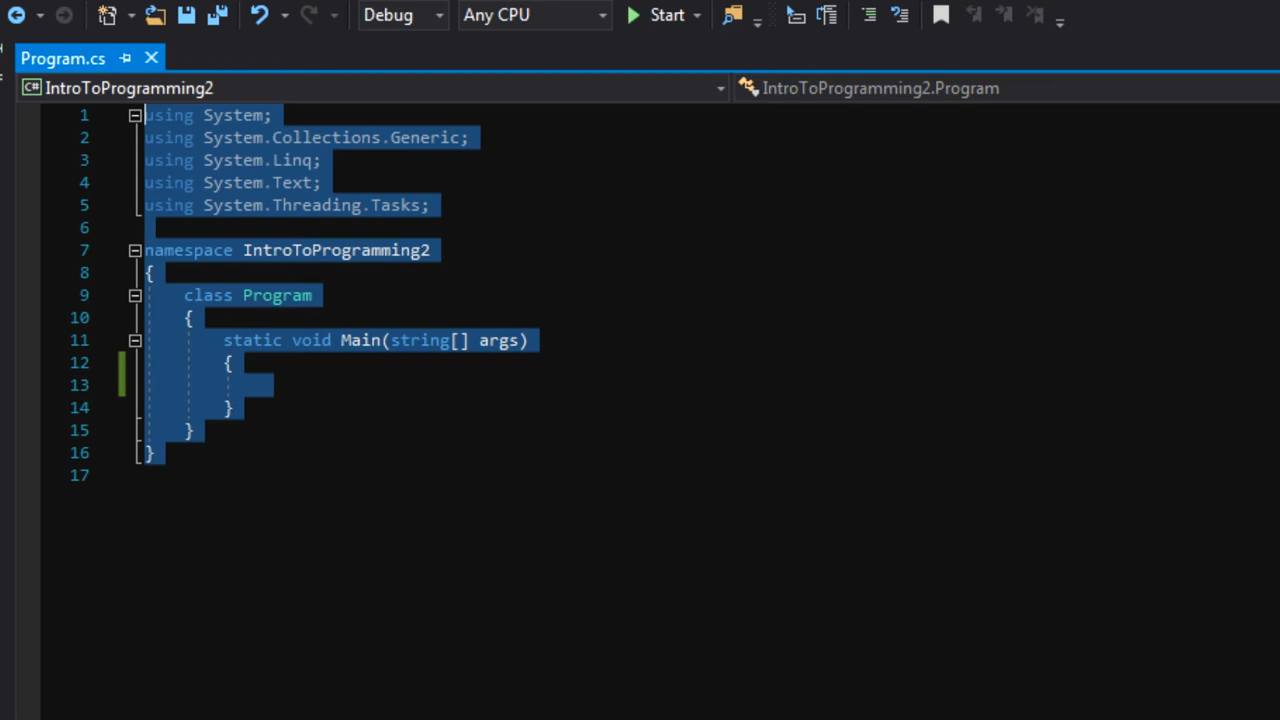 Debug Any CPU Start
Program.cs
C# IntroToProgramming2 IntroToProgramming2.Program
1 using System;
2 using System.Collections.Generic;
3 using System.Linq;
4 using System.Text;
5 using System.Threading.Tasks;
6
7 namespace IntroToProgramming2
8 {
9 class Program
10 {
11 static void Main(string[] args)
12 {
13
14 }
15 }
16 }
17